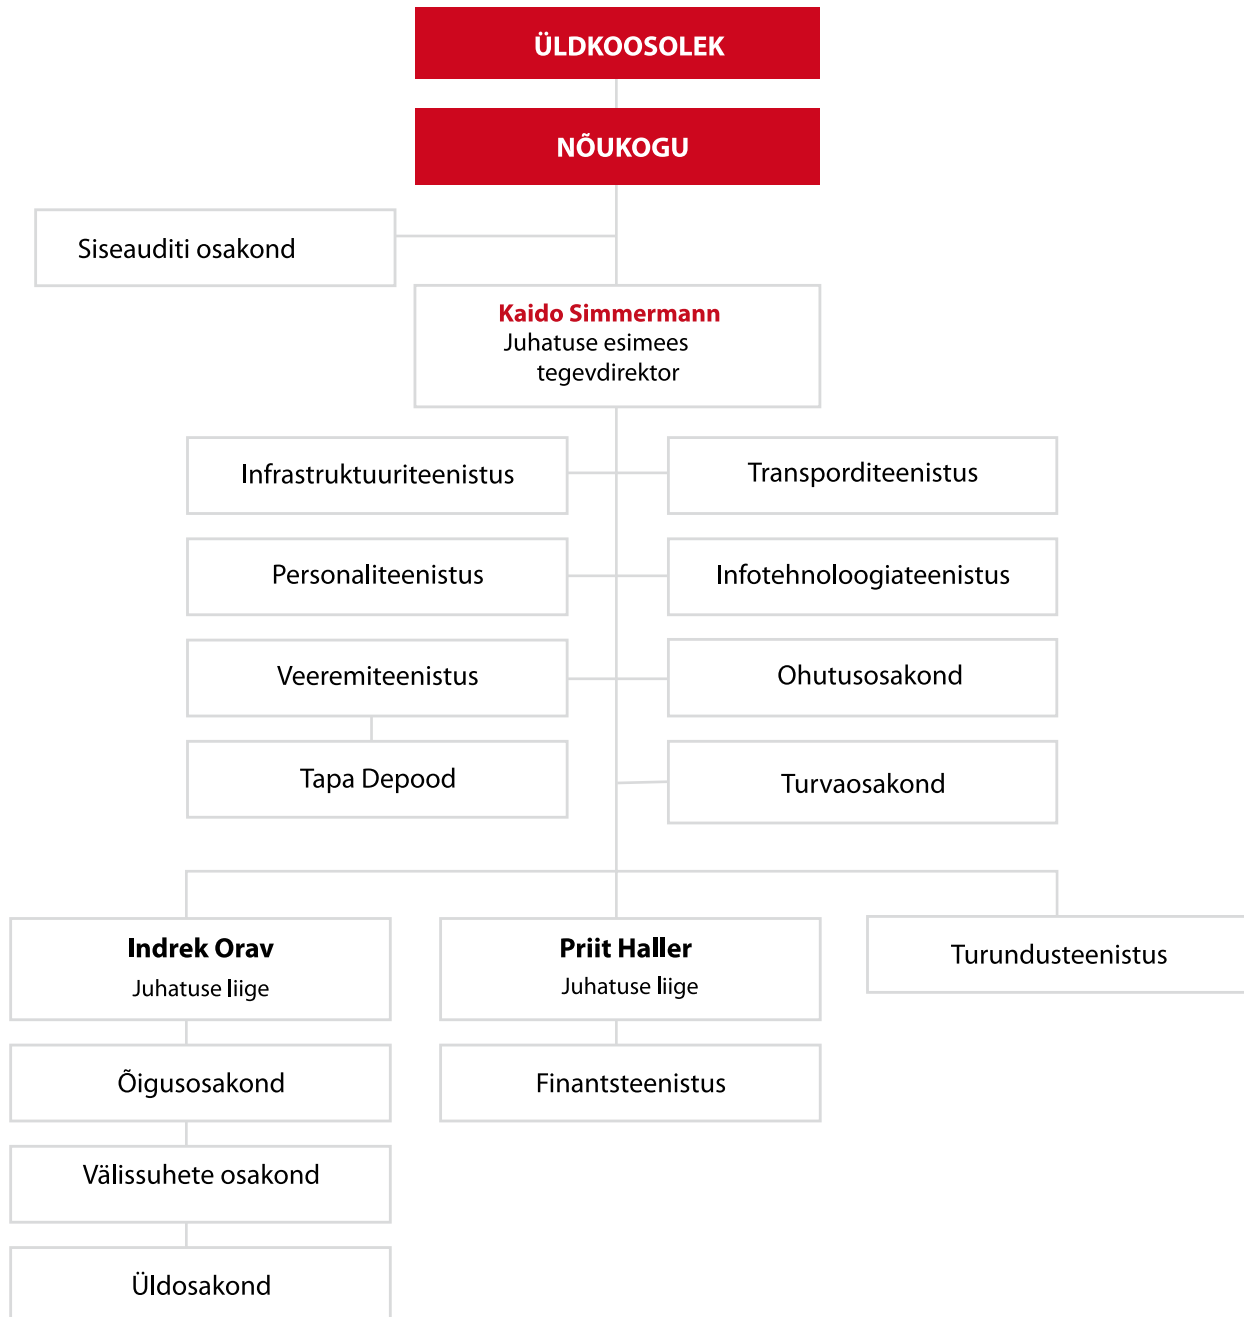 ÜLDKOOSOLEK
NÕUKOGU
Siseauditi osakond
Kaido Simmermann
Juhatuse esimees
tegevdirektor
Infrastruktuuriteenistus
Transporditeenistus
Personaliteenistus
Infotehnoloogiateenistus
Veeremiteenistus
Ohutusosakond
Tapa Depood
Turvaosakond
Indrek Orav
Juhatuse liige
Priit Haller
Juhatuse liige
Turundusteenistus
Õigusosakond
Finantsteenistus
Välissuhete osakond
Üldosakond